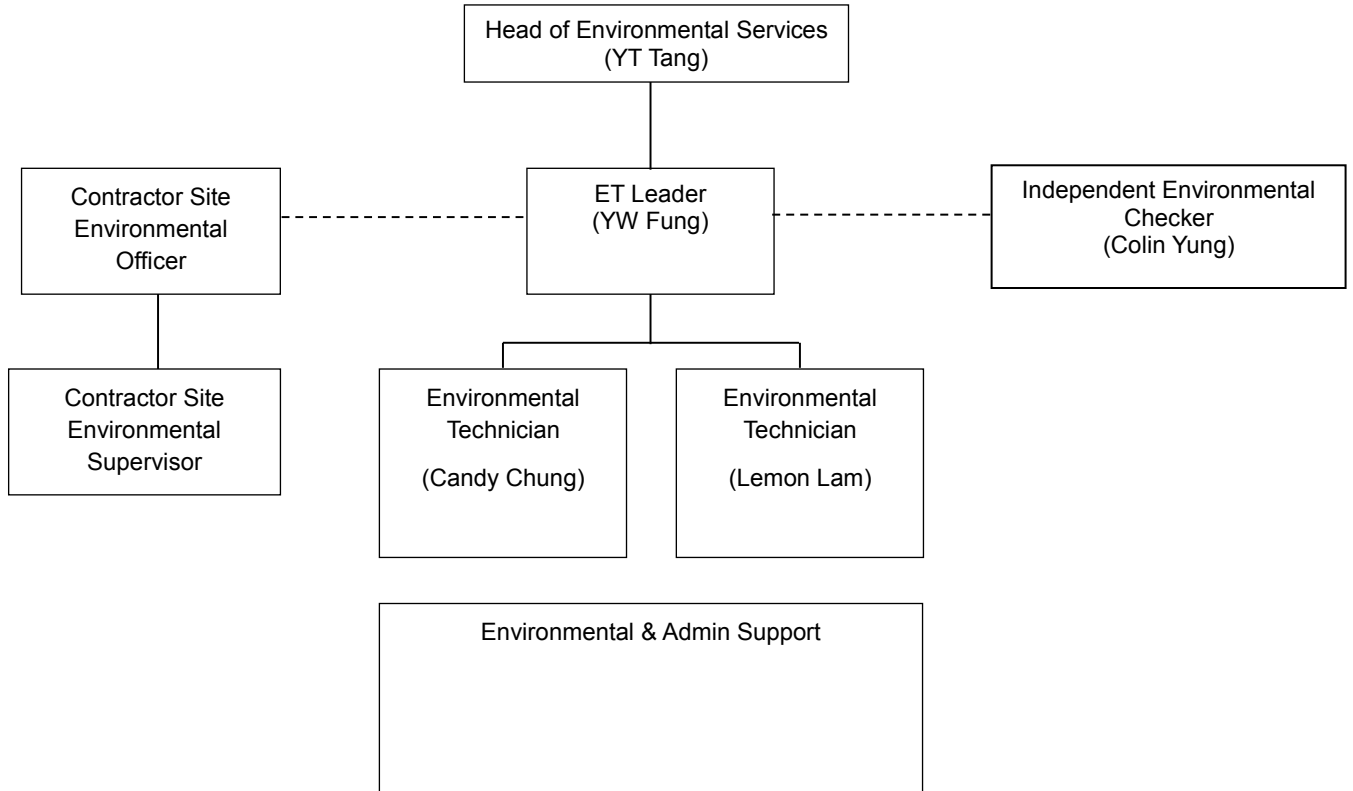 Head of Environmental Services
(YT Tang)
Contractor Site
Environmental
Officer
ET Leader
(YW Fung)
Independent Environmental
Checker
(Colin Yung)
Contractor Site
Environmental
Supervisor
Environmental
Technician
(Candy Chung)
Environmental
Technician
(Lemon Lam)
Environmental & Admin Support